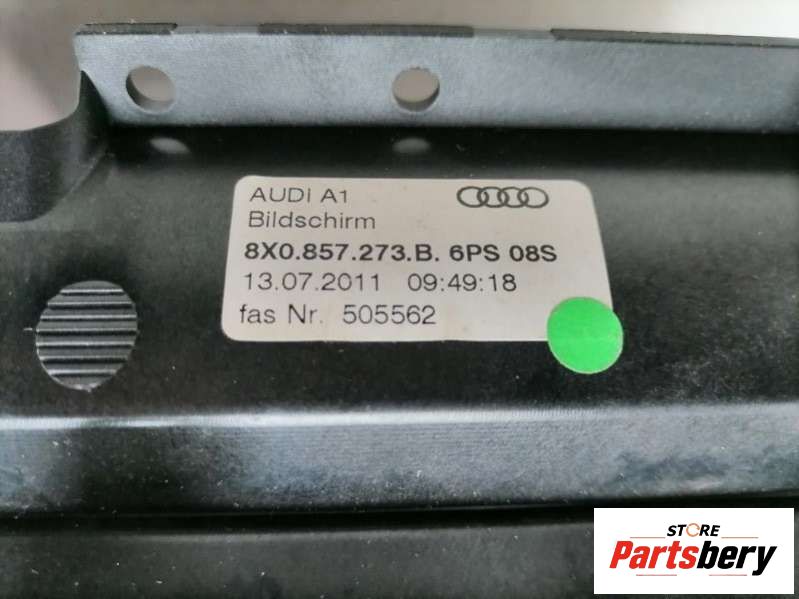 AUDI A1
Bildschirm
8X0.857.273.B. 6PS 08S
13.07.2011 09:49:18
fas Nr. 505562
STORE
Partsbery